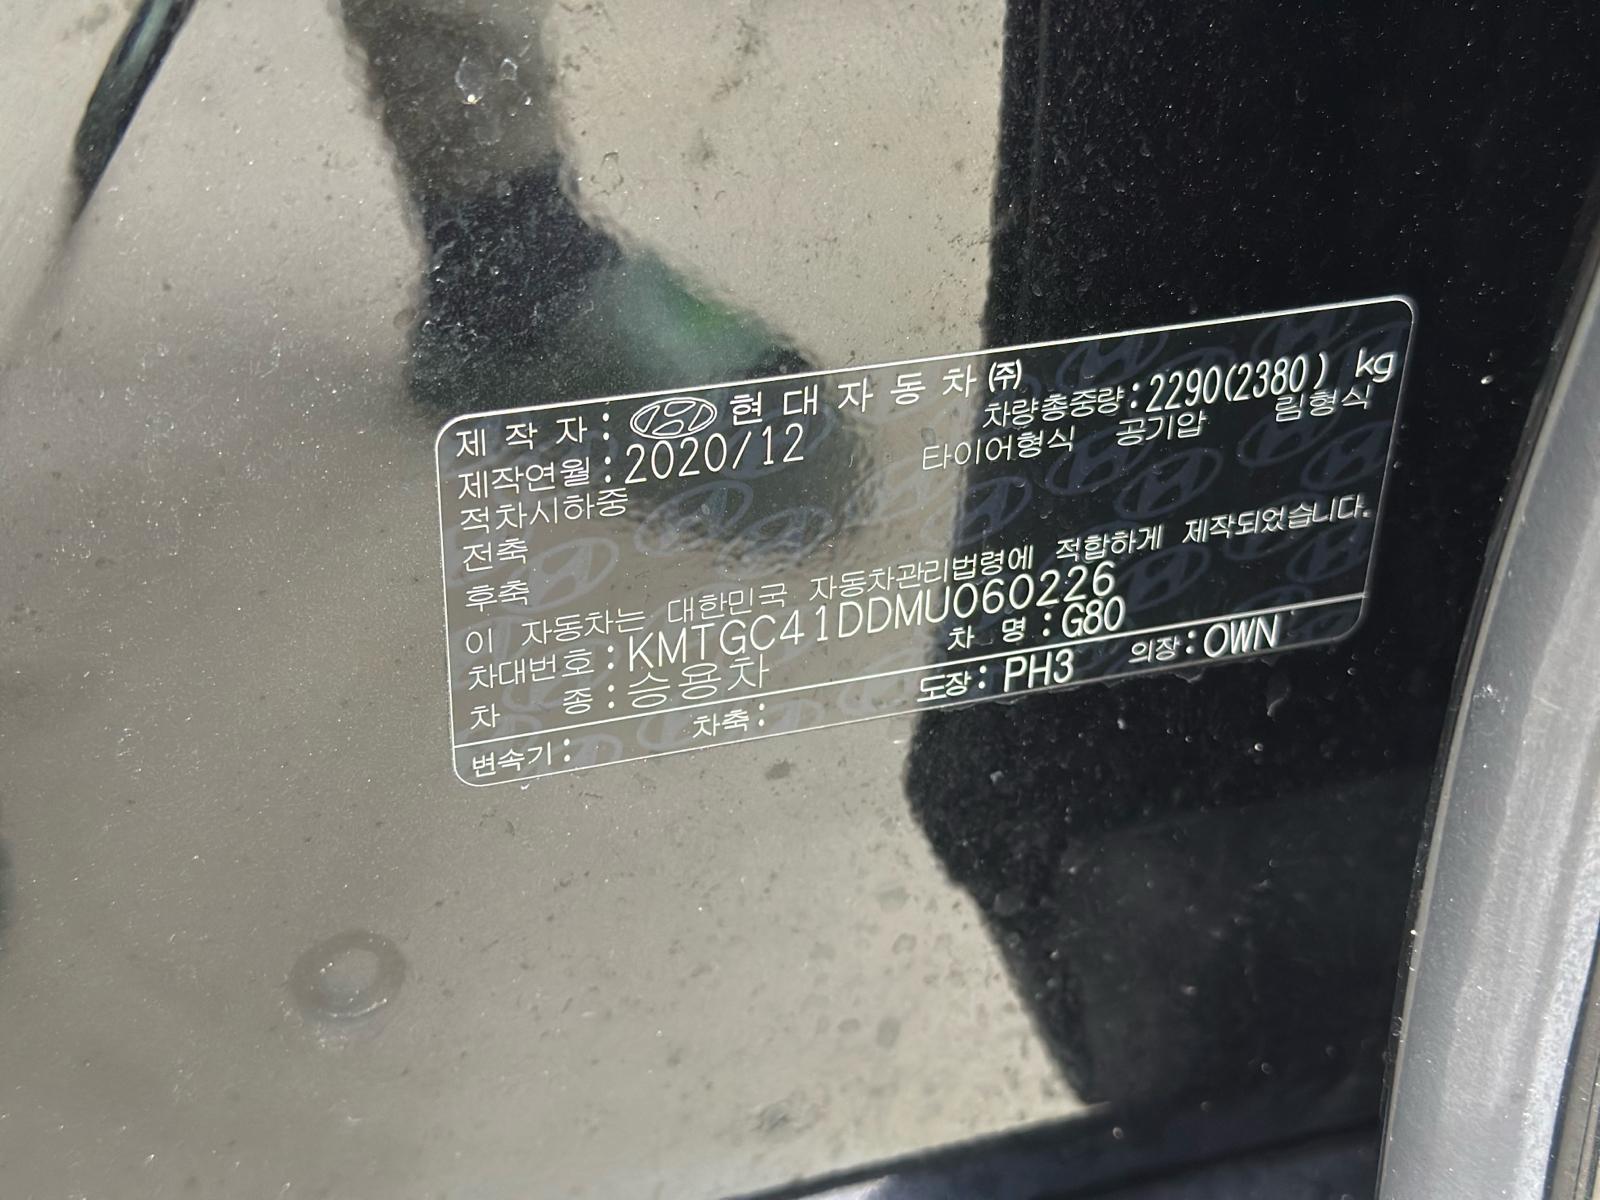 제 작 자 : 현 대 자 동 차 ㈜
제작연월 : 2020/12 차량총중량 : 2290(2380) kg
적차시하중 타이어형식 공기압 림형식
전축
후축
이 자동차는 대한민국 자동차관리법령에 적합하게 제작되었습니다.
차대번호 : KMTGC41DDMU060226
차 종 : 승용차 차 명 : G80
변속기 : 차축 : 도장 : PH3 의장 : OWN